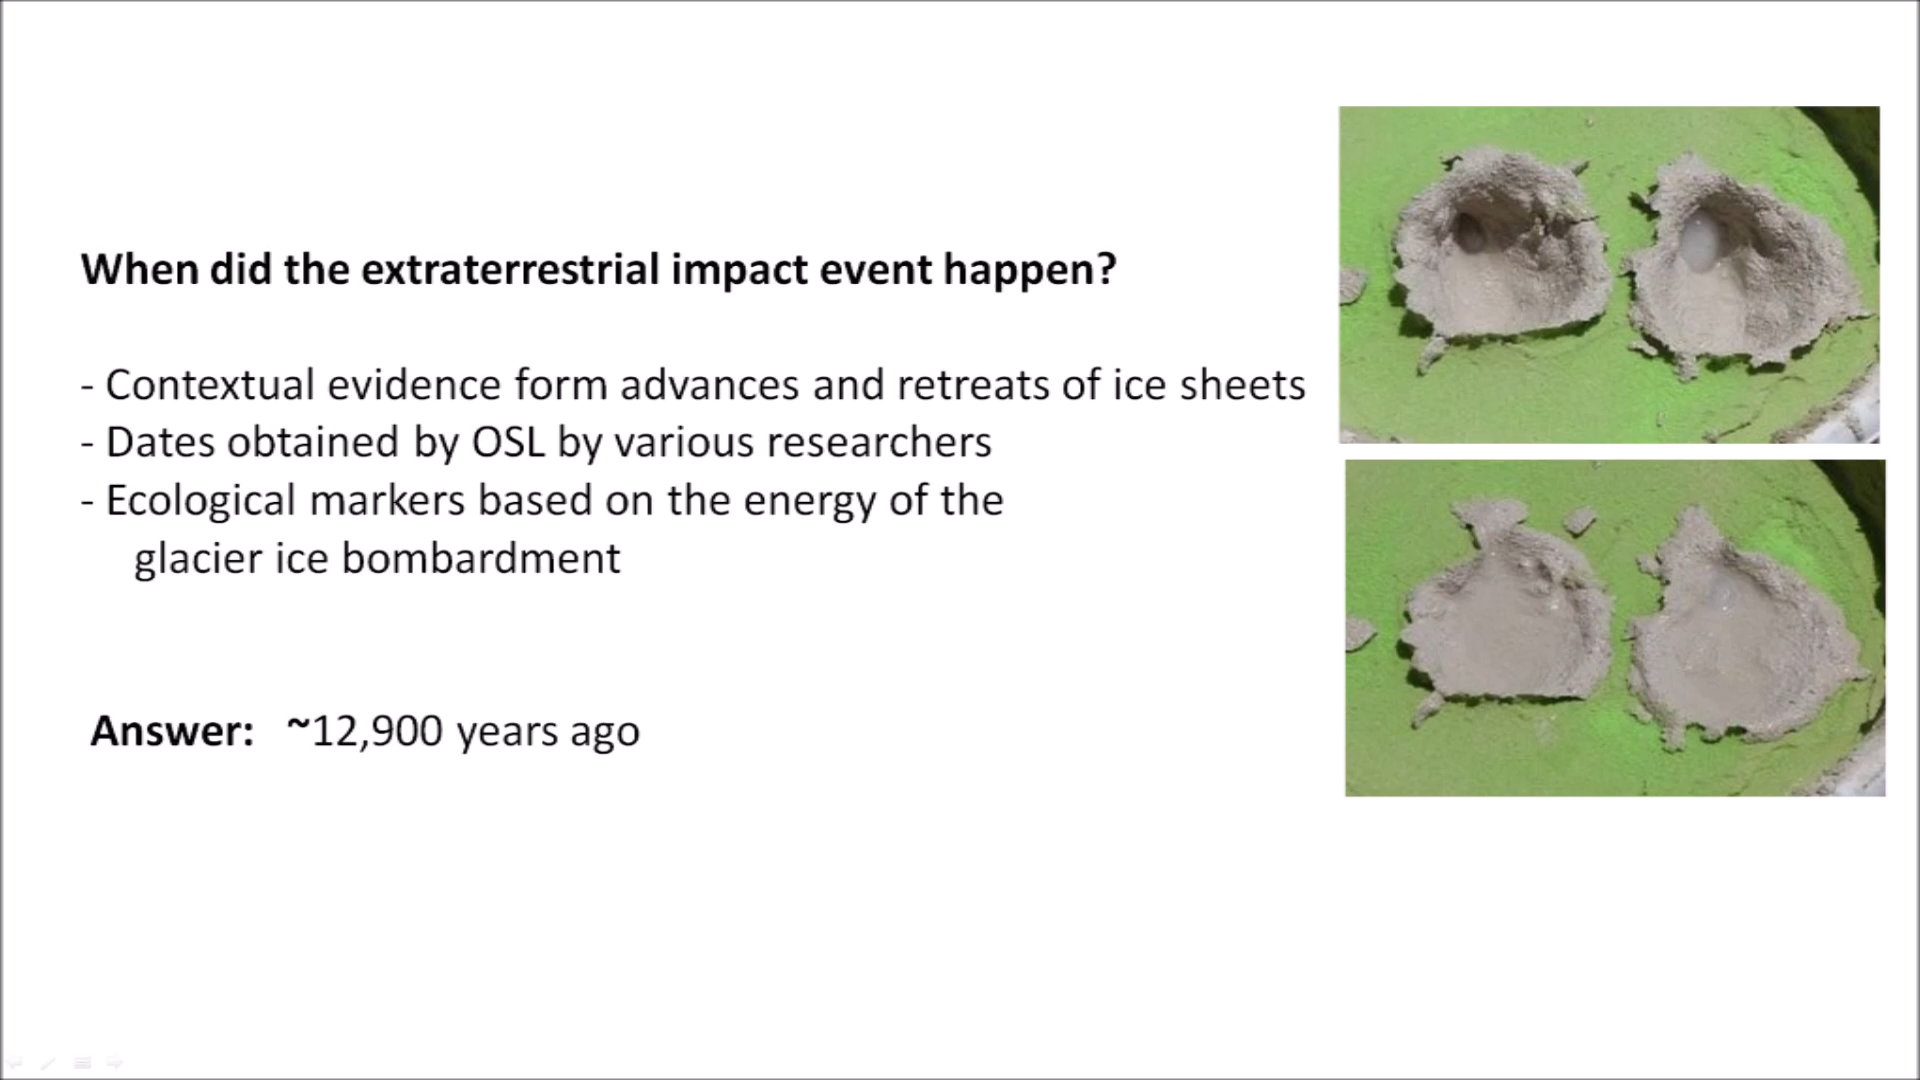 When did the extraterrestrial impact event happen?
- Contextual evidence form advances and retreats of ice sheets
- Dates obtained by OSL by various researchers
- Ecological markers based on the energy of the
glacier ice bombardment
Answer: ~12,900 years ago